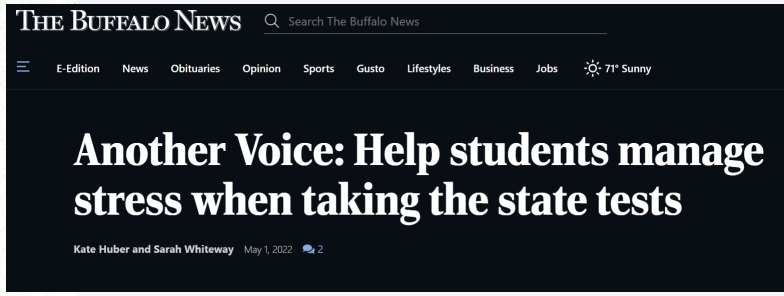 THE BUFFALO NEWS
Search The Buffalo News
E-Edition News Obituaries Opinion Sports Gusto Lifestyles Business Jobs 71° Sunny
Another Voice: Help students manage
stress when taking the state tests
Kate Huber and Sarah Whiteway May 1, 2022 2